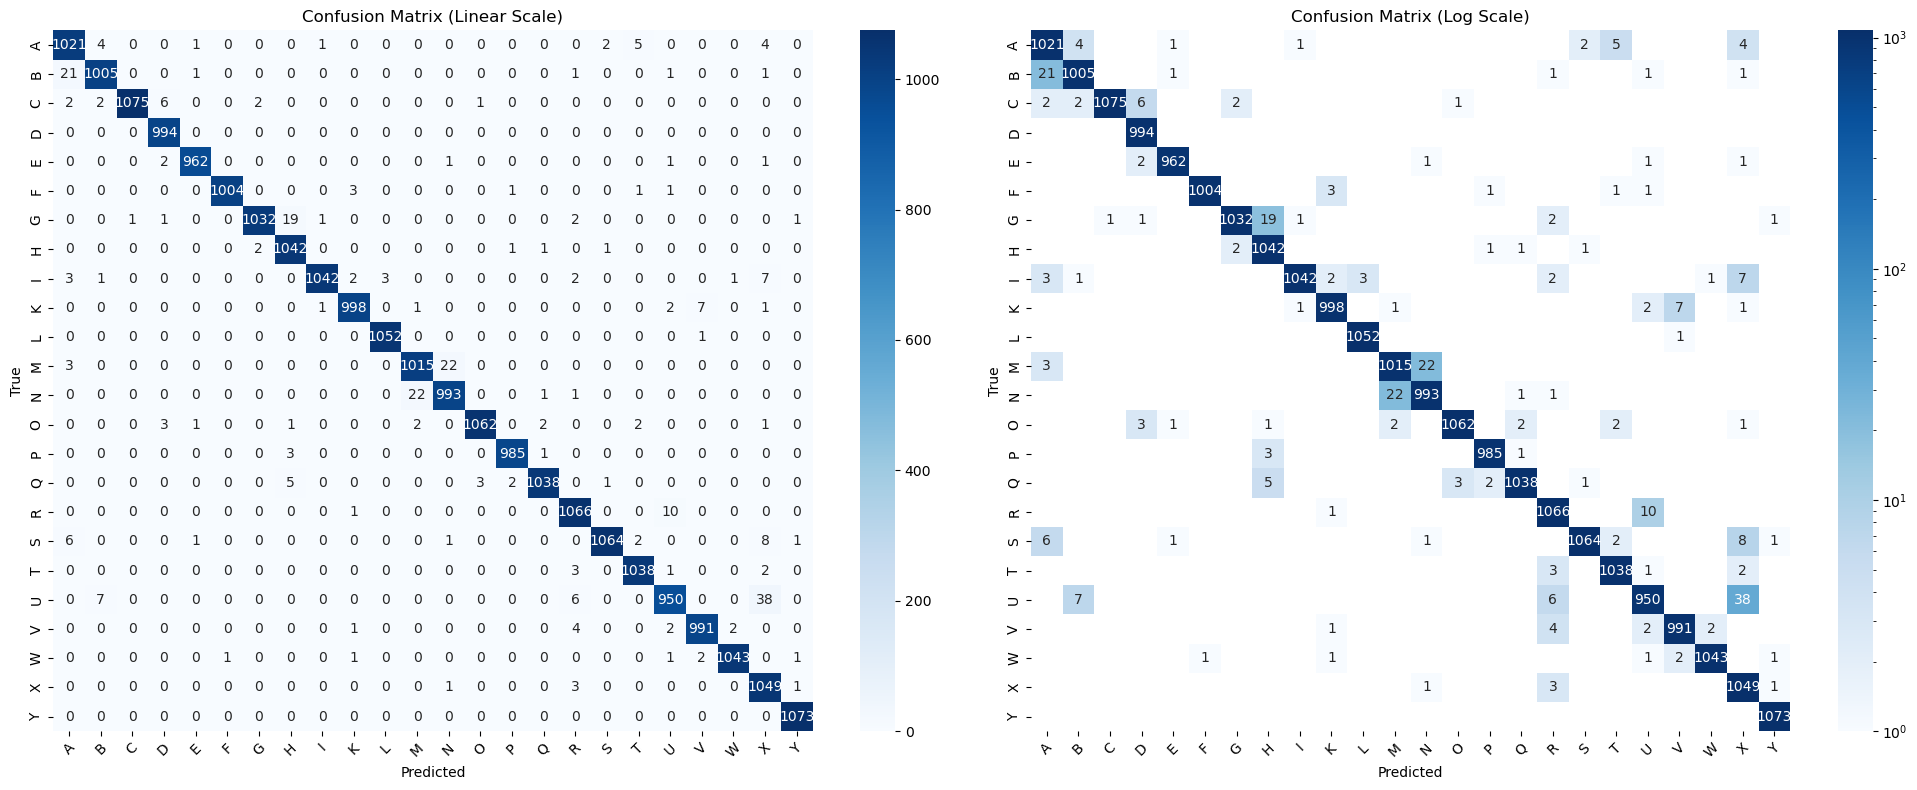 Confusion Matrix (Linear Scale)
A 1021 4 0 0 1 0 0 0 1 0 0 0 0 0 0 0 0 2 5 0 0 0 4 0
B 21 1005 0 0 1 0 0 0 0 0 0 0 0 0 0 0 1 0 0 1 0 0 1 0
C 2 2 1075 6 0 0 2 0 0 0 0 0 0 1 0 0 0 0 0 0 0 0 0 0
D 0 0 0 994 0 0 0 0 0 0 0 0 0 0 0 0 0 0 0 0 0 0 0 0
E 0 0 0 2 962 0 0 0 0 0 0 0 1 0 0 0 0 0 0 1 0 0 1 0
F 0 0 0 0 0 1004 0 0 0 3 0 0 0 0 1 0 0 0 1 1 0 0 0 0
G 0 0 1 1 0 0 1032 19 1 0 0 0 0 0 0 0 2 0 0 0 0 0 0 1
H 0 0 0 0 0 0 2 1042 0 0 0 0 0 0 1 1 0 1 0 0 0 0 0 0
I 3 1 0 0 0 0 0 0 1042 2 3 0 0 0 0 0 2 0 0 0 0 1 7 0
K 0 0 0 0 0 0 0 0 1 998 0 1 0 0 0 0 0 0 0 2 7 0 1 0
L 0 0 0 0 0 0 0 0 0 0 1052 0 0 0 0 0 0 0 0 0 1 0 0 0
M 3 0 0 0 0 0 0 0 0 0 0 1015 22 0 0 0 0 0 0 0 0 0 0 0
N 0 0 0 0 0 0 0 0 0 0 0 22 993 0 0 1 1 0 0 0 0 0 0 0
O 0 0 0 3 1 0 0 1 0 0 0 2 0 1062 0 2 0 0 2 0 0 0 1 0
P 0 0 0 0 0 0 0 3 0 0 0 0 0 0 985 1 0 0 0 0 0 0 0 0
Q 0 0 0 0 0 0 0 5 0 0 0 0 0 3 2 1038 0 1 0 0 0 0 0 0
R 0 0 0 0 0 0 0 0 0 1 0 0 0 0 0 0 1066 0 0 10 0 0 0 0
S 6 0 0 0 1 0 0 0 0 0 0 0 1 0 0 0 0 1064 2 0 0 0 8 1
T 0 0 0 0 0 0 0 0 0 0 0 0 0 0 0 0 3 0 1038 1 0 0 2 0
U 0 7 0 0 0 0 0 0 0 0 0 0 0 0 0 0 6 0 0 950 0 0 38 0
V 0 0 0 0 0 0 0 0 0 1 0 0 0 0 0 0 4 0 0 2 991 2 0 0
W 0 0 0 0 0 1 0 0 0 1 0 0 0 0 0 0 0 0 0 1 2 1043 0 1
X 0 0 0 0 0 0 0 0 0 0 0 0 1 0 0 0 3 0 0 0 0 0 1049 1
Y 0 0 0 0 0 0 0 0 0 0 0 0 0 0 0 0 0 0 0 0 0 0 0 1073
A B C D E F G H I K L M N O P Q R S T U V W X Y
True
Predicted
1000
800
600
400
200
0
Confusion Matrix (Log Scale)
A 1021 4 1 1 2 5 4
B 21 1005 1 1 1 1
C 2 2 1075 6 2 1
D 994
E 2 962 1 1 1
F 1004 3 1 1 1
G 1 1 1032 19 1 2 1
H 2 1042 1 1 1
I 3 1 1042 2 3 2 1 7
K 1 998 1 2 7 1
L 1052 1
M 3 1015 22
N 22 993 1 1
O 3 1 1 2 1062 2 2 1
P 3 985 1
Q 5 3 2 1038 1
R 1 1066 10
S 6 1 1 1064 2 8 1
T 3 1038 1 2
U 7 6 950 38
V 1 4 2 991 2
W 1 1 1 2 1043 1
X 1 3 1049 1
Y 1073
A B C D E F G H I K L M N O P Q R S T U V W X Y
True
Predicted
10³
10²
10¹
10⁰